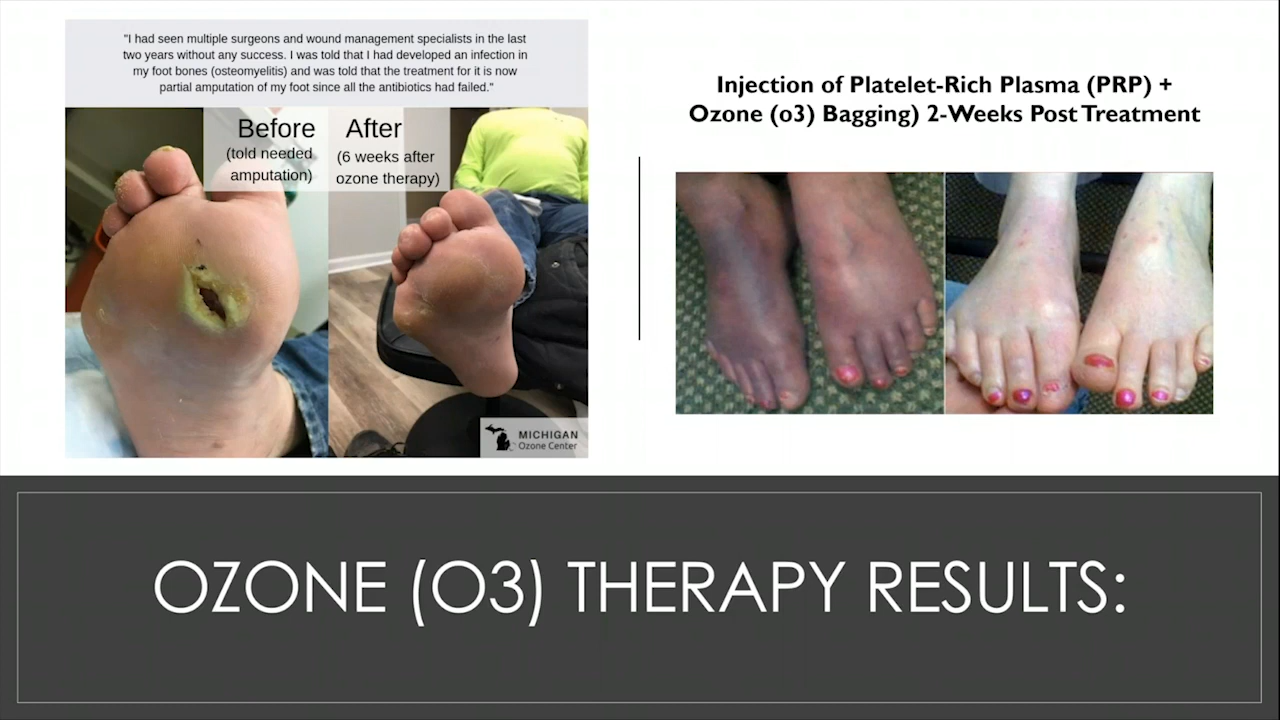 "I had seen multiple surgeons and wound management specialists in the last
two years without any success. I was told that I had developed an infection in
my foot bones (osteomyelitis) and was told that the treatment for it is now
partial amputation of my foot since all the antibiotics had failed."
Before
(told needed
amputation)
After
(6 weeks after
ozone therapy)
MICHIGAN
Ozone Center
Injection of Platelet-Rich Plasma (PRP) +
Ozone (o3) Bagging) 2-Weeks Post Treatment
OZONE (O3) THERAPY RESULTS: